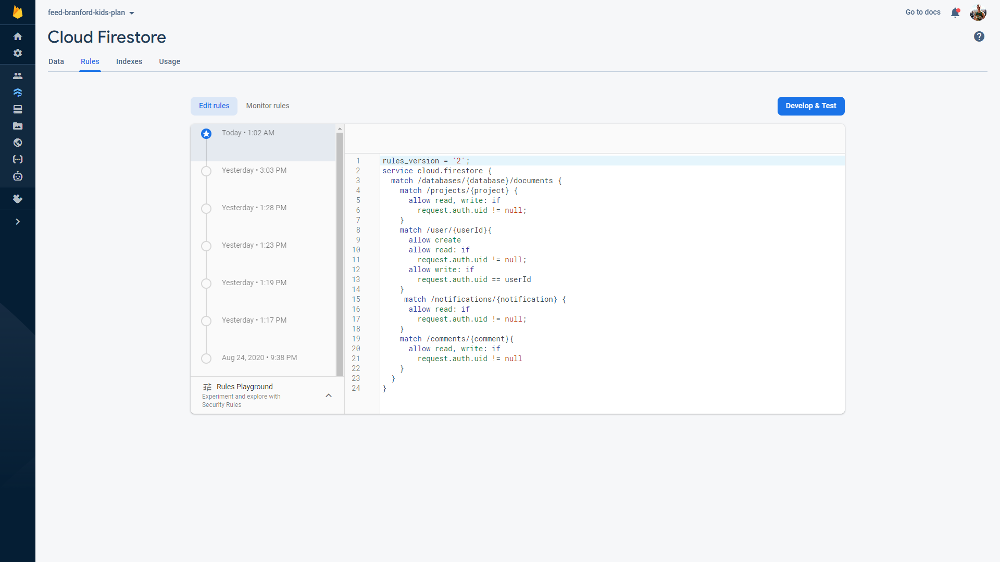 feed-branford-kids-plan
Go to docs
Cloud Firestore
?
Data Rules Indexes Usage
Edit rules Monitor rules
Develop & Test
Today • 1:02 AM
Yesterday • 3:03 PM
Yesterday • 1:28 PM
Yesterday • 1:23 PM
Yesterday • 1:19 PM
Yesterday • 1:17 PM
Aug 24, 2020 • 9:38 PM
Rules Playground
Experiment and explore with
Security Rules
1 rules_version = '2';
2 service cloud.firestore {
3   match /databases/{database}/documents {
4     match /projects/{project} {
5       allow read, write: if
6         request.auth.uid != null;
7     }
8     match /user/{userId}{
9       allow create
10       allow read: if
11         request.auth.uid != null;
12       allow write: if
13         request.auth.uid == userId
14     }
15      match /notifications/{notification} {
16       allow read: if
17         request.auth.uid != null;
18     }
19     match /comments/{comment}{
20       allow read, write: if
21         request.auth.uid != null
22     }
23   }
24 }